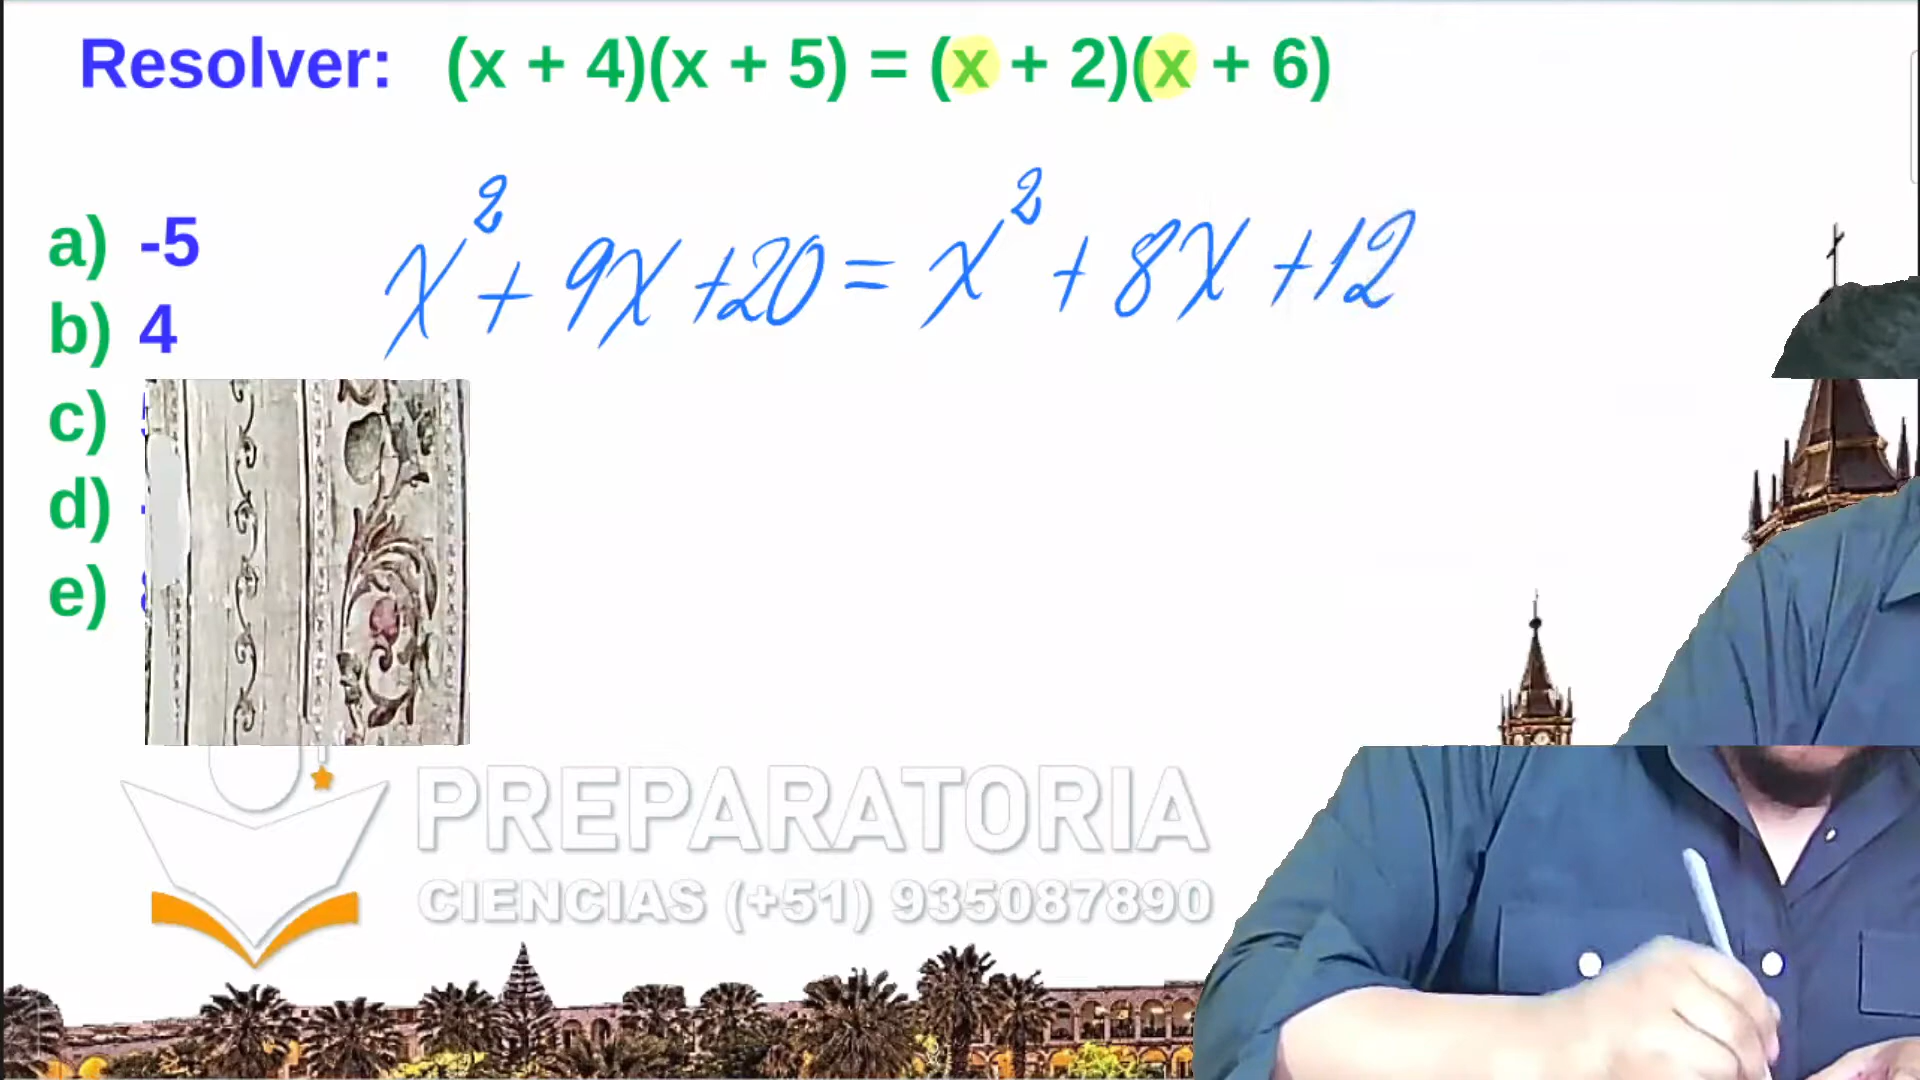 Resolver: (x + 4)(x + 5) = (x + 2)(x + 6)
x² + 9x + 20 = x² + 8x + 12
a) -5
b) 4
c)
d)
e)
PREPARATORIA
CIENCIAS (+51) 935087890